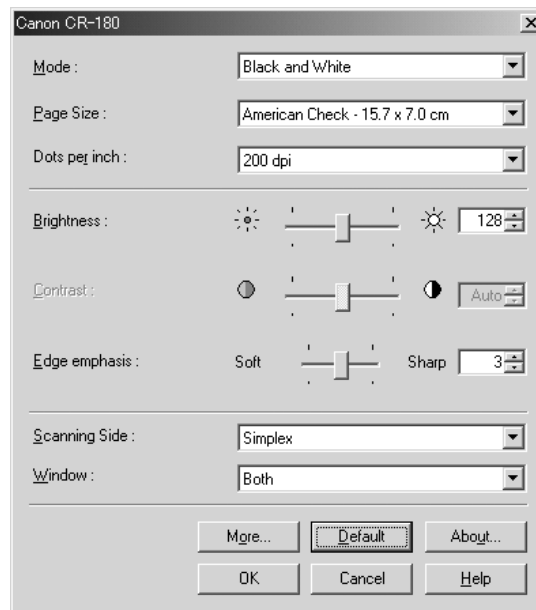 Canon CR-180
Mode : Black and White
Page Size : American Check - 15.7 x 7.0 cm
Dots per inch : 200 dpi
Brightness : 128
Contrast : Auto
Edge emphasis : Soft Sharp 3
Scanning Side : Simplex
Window : Both
More... Default About...
OK Cancel Help